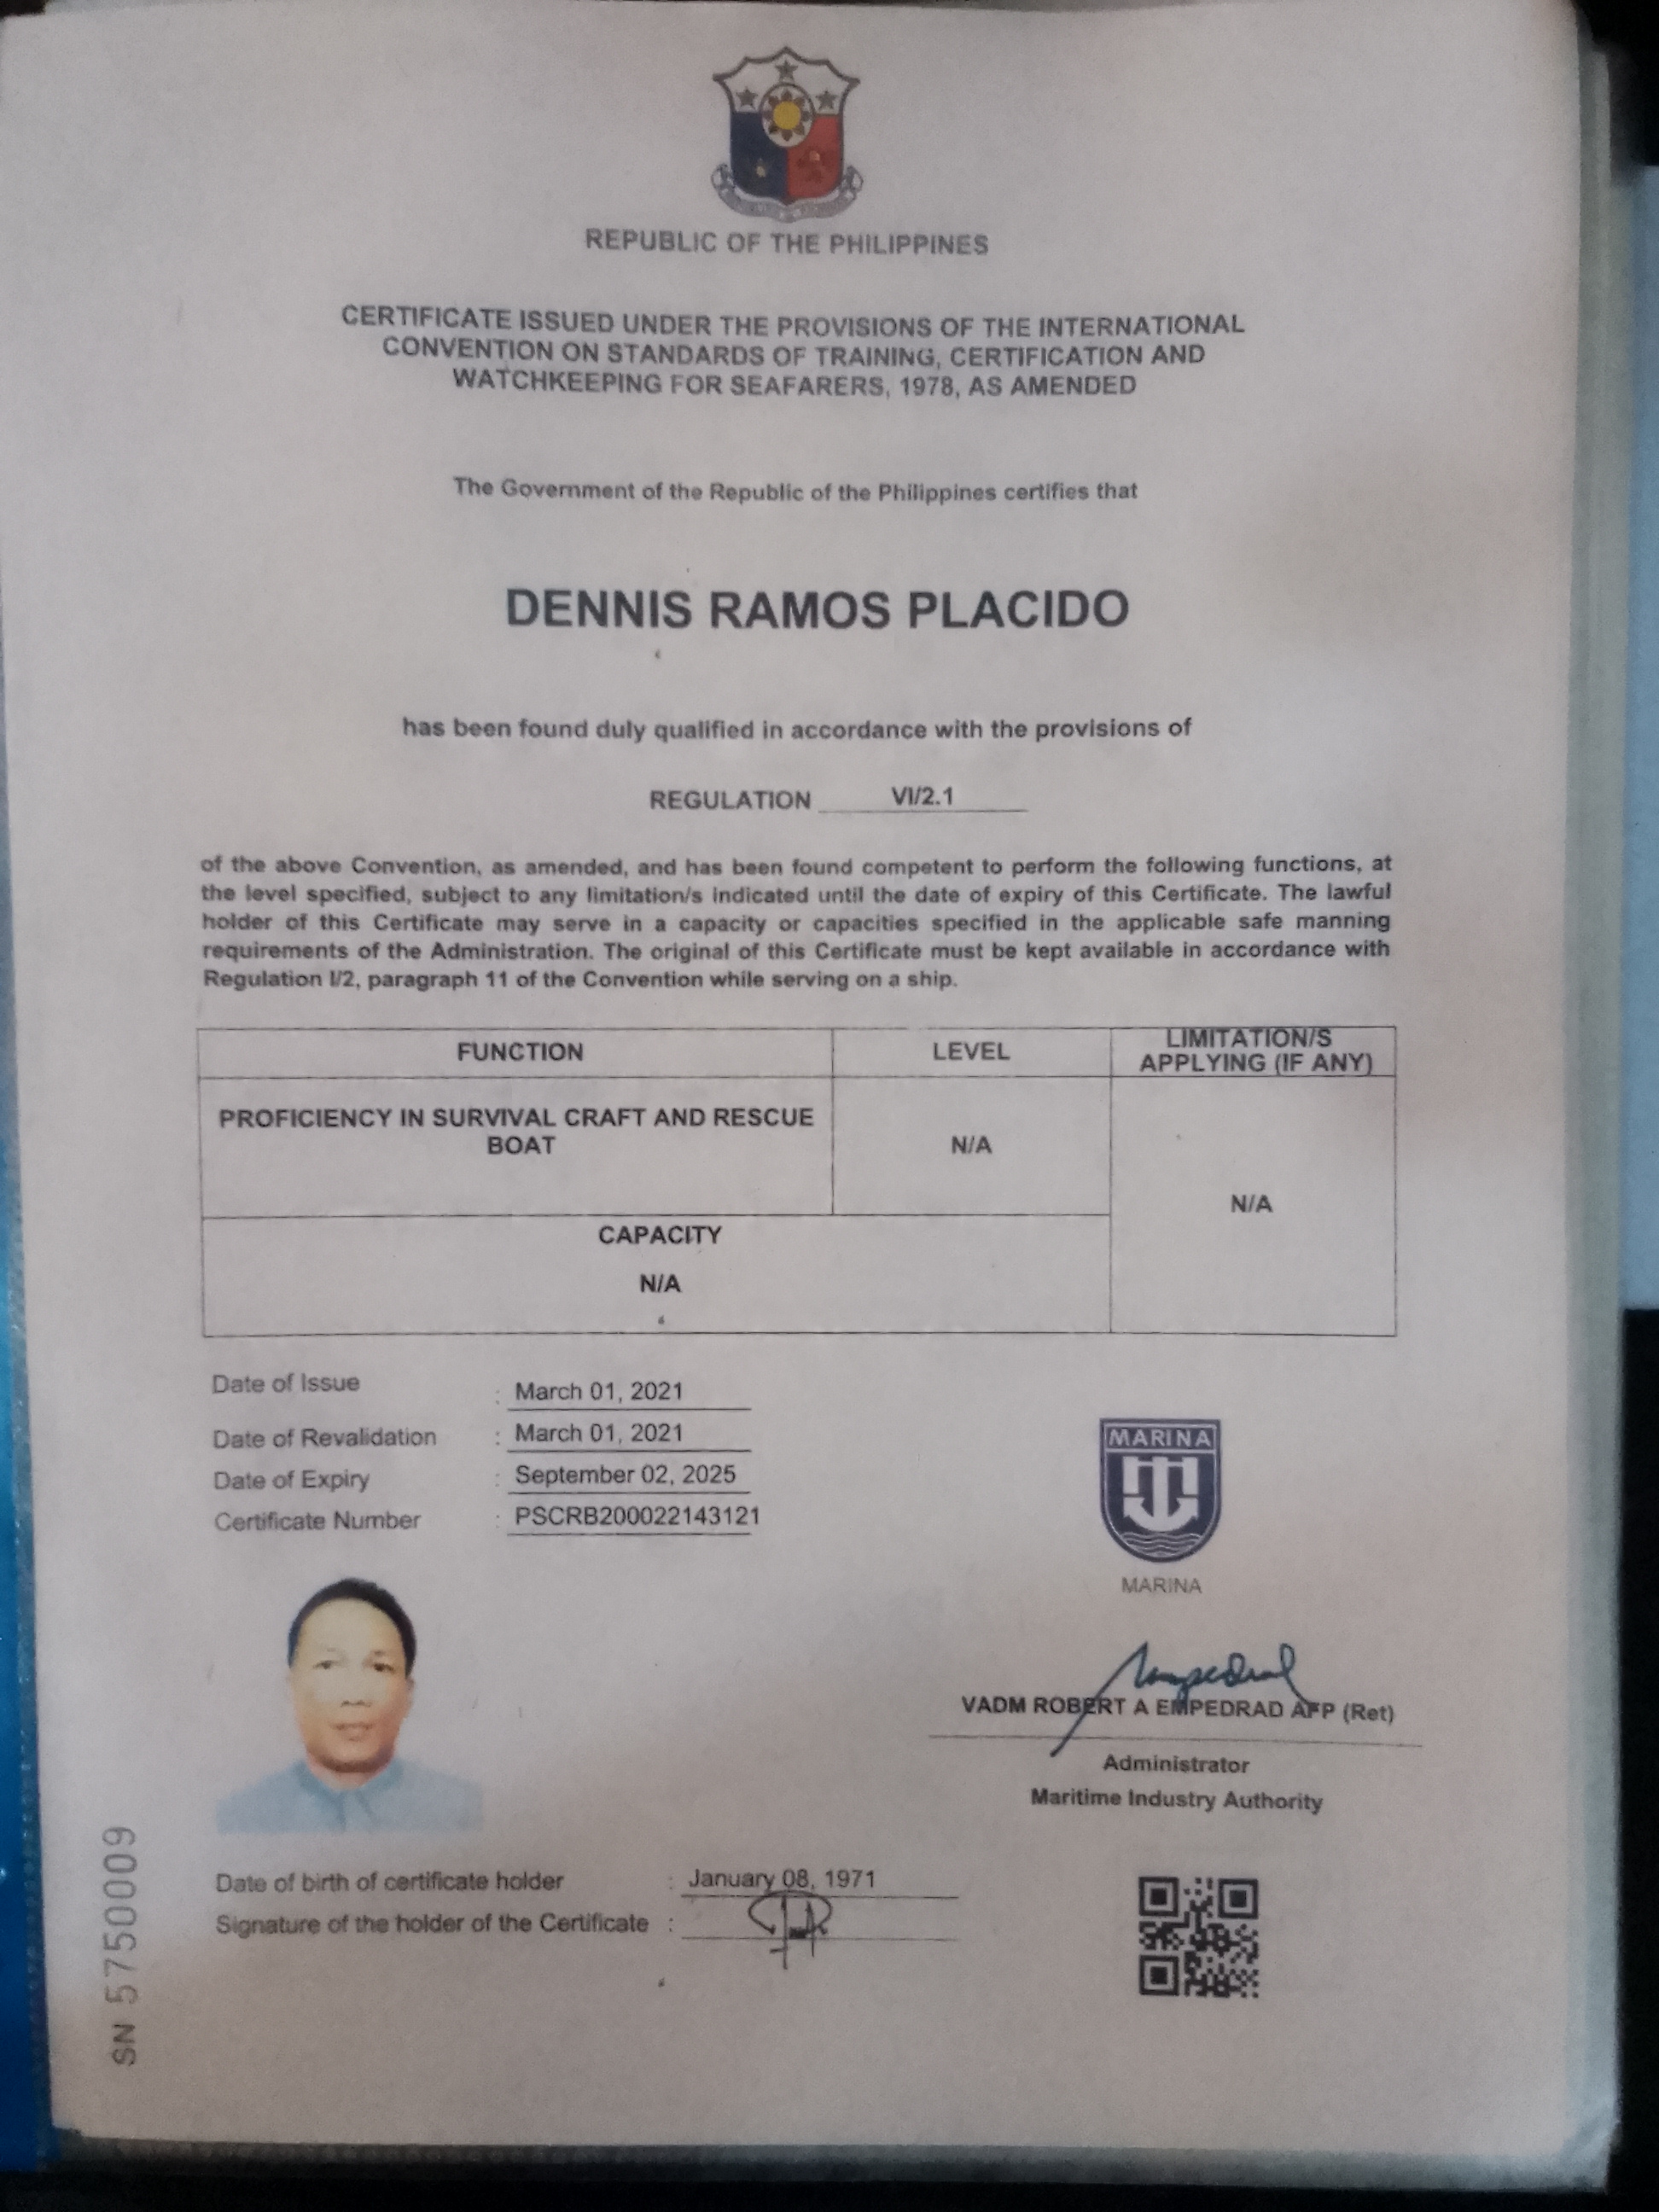 REPUBLIC OF THE PHILIPPINES
CERTIFICATE ISSUED UNDER THE PROVISIONS OF THE INTERNATIONAL
CONVENTION ON STANDARDS OF TRAINING, CERTIFICATION AND
WATCHKEEPING FOR SEAFARERS, 1978, AS AMENDED
The Government of the Republic of the Philippines certifies that
DENNIS RAMOS PLACIDO
has been found duly qualified in accordance with the provisions of
REGULATION VI/2.1
of the above Convention, as amended, and has been found competent to perform the following functions, at
the level specified, subject to any limitation/s indicated until the date of expiry of this Certificate. The lawful
holder of this Certificate may serve in a capacity or capacities specified in the applicable safe manning
requirements of the Administration. The original of this Certificate must be kept available in accordance with
Regulation I/2, paragraph 11 of the Convention while serving on a ship.
FUNCTION LEVEL LIMITATION/S
APPLYING (IF ANY)
PROFICIENCY IN SURVIVAL CRAFT AND RESCUE
BOAT
N/A
N/A
CAPACITY
N/A
Date of Issue : March 01, 2021
Date of Revalidation : March 01, 2021
Date of Expiry : September 02, 2025
Certificate Number : PSCRB200022143121
MARINA
MARINA
VADM ROBERT A EMPEDRAD AFP (Ret)
Administrator
Maritime Industry Authority
Date of birth of certificate holder : January 08, 1971
Signature of the holder of the Certificate :
SN 5750009